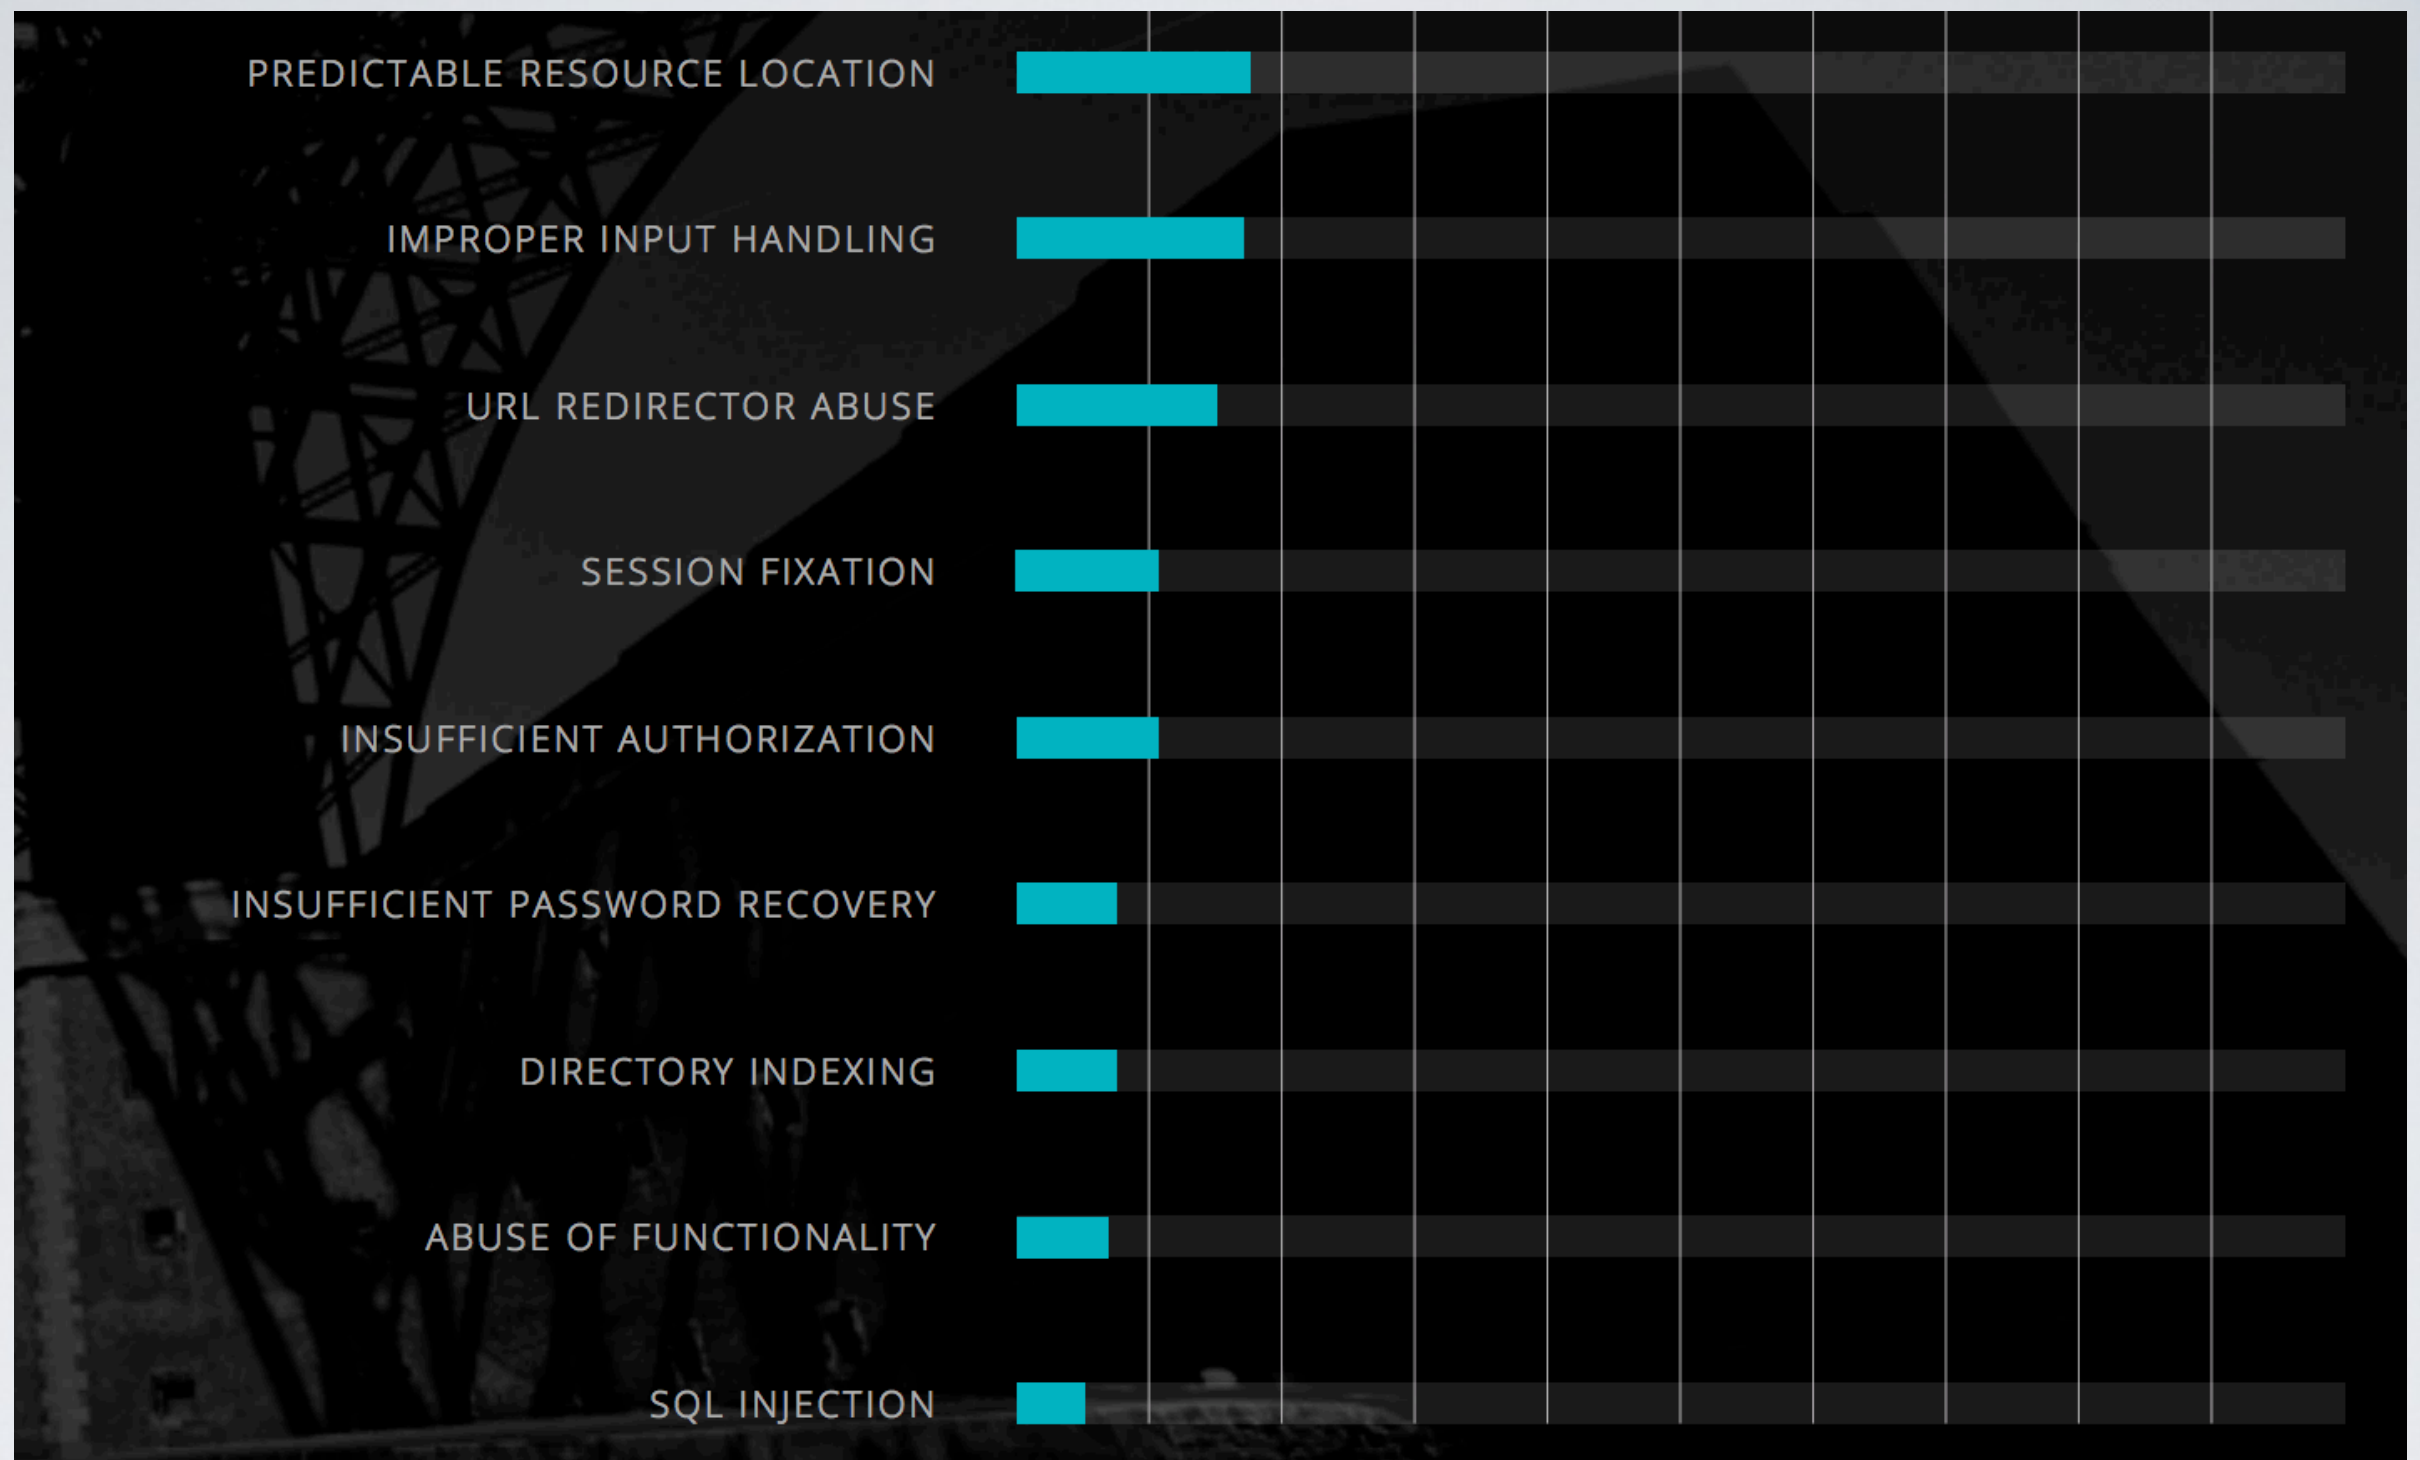 PREDICTABLE RESOURCE LOCATION
IMPROPER INPUT HANDLING
URL REDIRECTOR ABUSE
SESSION FIXATION
INSUFFICIENT AUTHORIZATION
INSUFFICIENT PASSWORD RECOVERY
DIRECTORY INDEXING
ABUSE OF FUNCTIONALITY
SQL INJECTION